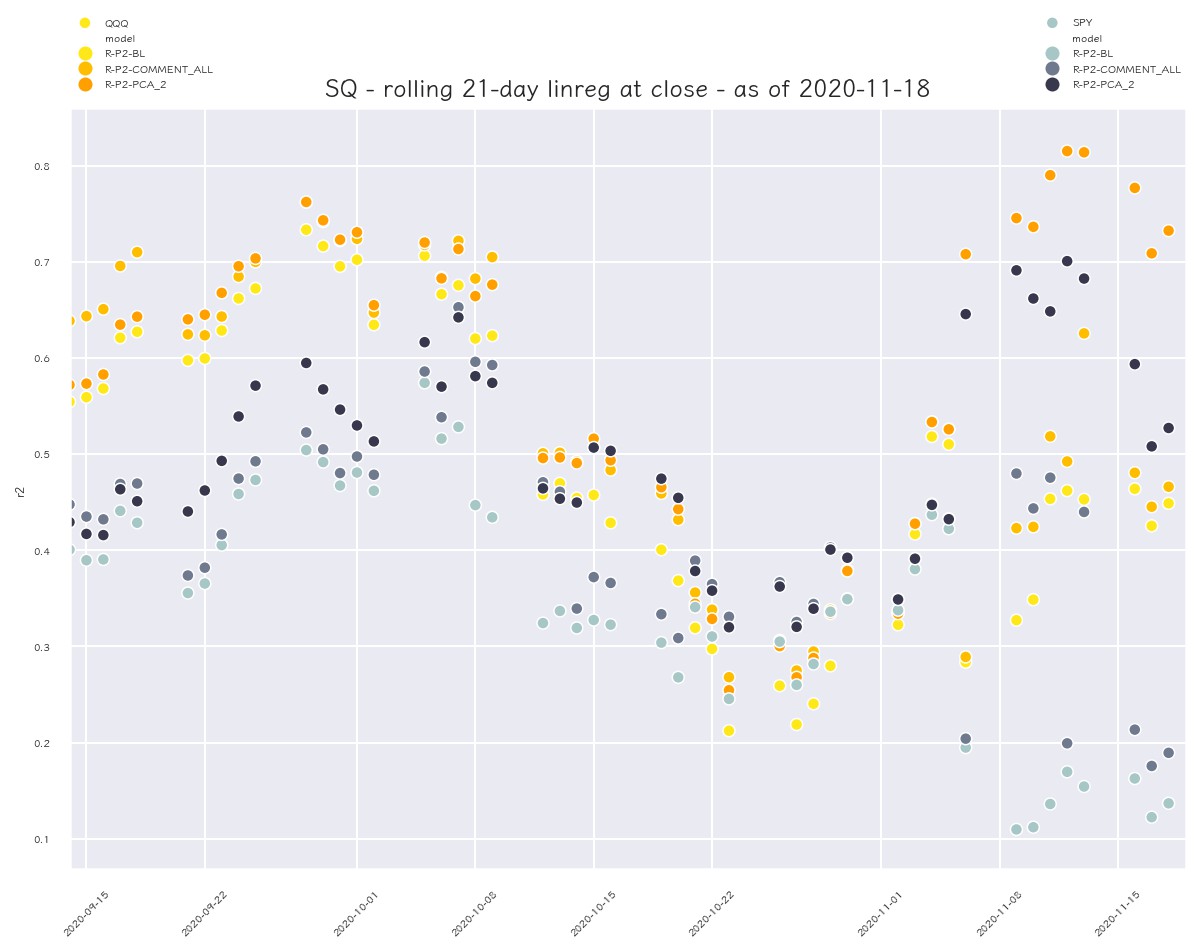 QQQ
model
R-P2-BL
R-P2-COMMENT_ALL
R-P2-PCA_2
SPY
model
R-P2-BL
R-P2-COMMENT_ALL
R-P2-PCA_2
SQ - rolling 21-day linreg at close - as of 2020-11-18
0.8
0.7
0.6
0.5
0.4
0.3
0.2
0.1
r2
2020-09-15
2020-09-22
2020-10-01
2020-10-08
2020-10-15
2020-10-22
2020-11-01
2020-11-08
2020-11-15